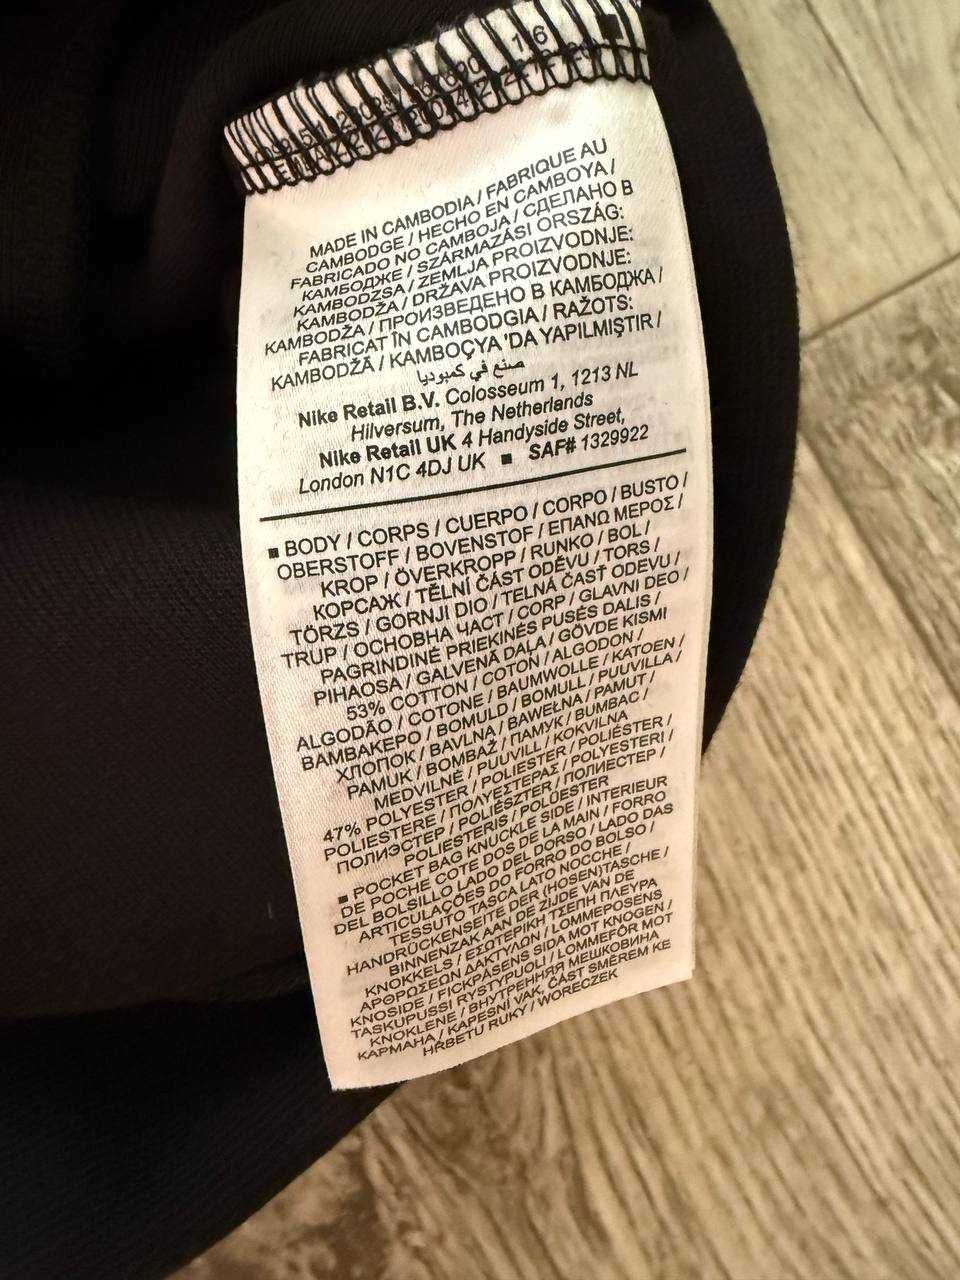 MADE IN CAMBODIA / FABRIQUE AU
CAMBODGE / HECHO EN CAMBOYA /
FABRICADO NO CAMBOJA / СДЕЛАНО В
КАМБОДЖЕ / SZÁRMAZÁSI ORSZÁG:
KAMBODZSA / ZEMLJA PROIZVODNJE:
KAMBODŽA / DRŽAVA PROIZVODNJE:
KAMBODŽA / ПРОИЗВЕДЕНО В КАМБОДЖА /
FABRICAT ÎN CAMBODGIA / RAŽOTS:
KAMBODŽĀ / KAMBOÇYA 'DA YAPILMIŞTIR /
صنع في كمبوديا
Nike Retail B.V. Colosseum 1, 1213 NL
Hilversum, The Netherlands
Nike Retail UK 4 Handyside Street,
London N1C 4DJ UK ■ SAF# 1329922
■ BODY / CORPS / CUERPO / CORPO / BUSTO /
OBERSTOFF / BOVENSTOF / ΕΠΑΝΩ ΜΕΡΟΣ /
KROP / ÖVERKROPP / RUNKO / BOL /
КОРСАЖ / TĚLNÍ ČÁST ODĚVU / TORS /
TÖRZS / GORNJI DIO / TELNÁ ČASŤ ODEVU /
TRUP / ОСНОВНА ЧАСТ / CORP / GLAVNI DEO /
PAGRINDINĖ PRIEKINĖS PUSĖS DALIS /
PIHAOSA / GALVENĀ DAĻA / GÖVDE KISMI
53% COTTON / COTON / ALGODON /
ALGODÃO / COTONE / BAUMWOLLE / KATOEN /
ΒΑΜΒΑΚΕΡΟ / BOMULD / BOMULL / PUUVILLA /
ХЛОПОК / BAVLNA / BAWEŁNA / PAMUT /
PAMUK / BOMBAŽ / ПАМУК / BUMBAC /
MEDVILNĖ / PUUVILL / KOKVILNA
47% POLYESTER / POLIESTER / POLIÉSTER /
POLIESTERE / ΠΟΛΥΕΣΤΕΡΑΣ / POLYESTERI /
ПОЛИЭСТЕР / POLIÉSZTER / ПОЛИЕСТЕР /
POLIESTERIS / POLÜESTER
■ POCKET BAG KNUCKLE SIDE / INTERIEUR
DE POCHE COTE DOS DE LA MAIN / FORRO
DEL BOLSILLO LADO DEL DORSO / LADO DAS
ARTICULAÇÕES DO FORRO DO BOLSO /
TESSUTO TASCA LATO NOCCHE /
HANDRÜCKENSEITE DER (HOSEN)TASCHE /
BINNENZAK AAN DE ZIJDE VAN DE
KNOKKELS / ΕΣΩΤΕΡΙΚΗ ΤΣΕΠΗ ΠΛΕΥΡΑ
ΑΡΘΡΩΣΕΩΝ ΔΑΚΤΥΛΩΝ / LOMMEPOSENS
KNOSIDE / FICKPÅSENS SIDA MOT KNOGEN /
TASKUPUSSI RYSTYPUOLI / LOMMEFÔR MOT
KNOKLENE / ВНУТРЕННЯЯ МЕШКОВИНА
КАРМАНА / KAPESNÍ VAK, ČÁST SMĚREM KE
HŘBETU RUKY / WORECZEK